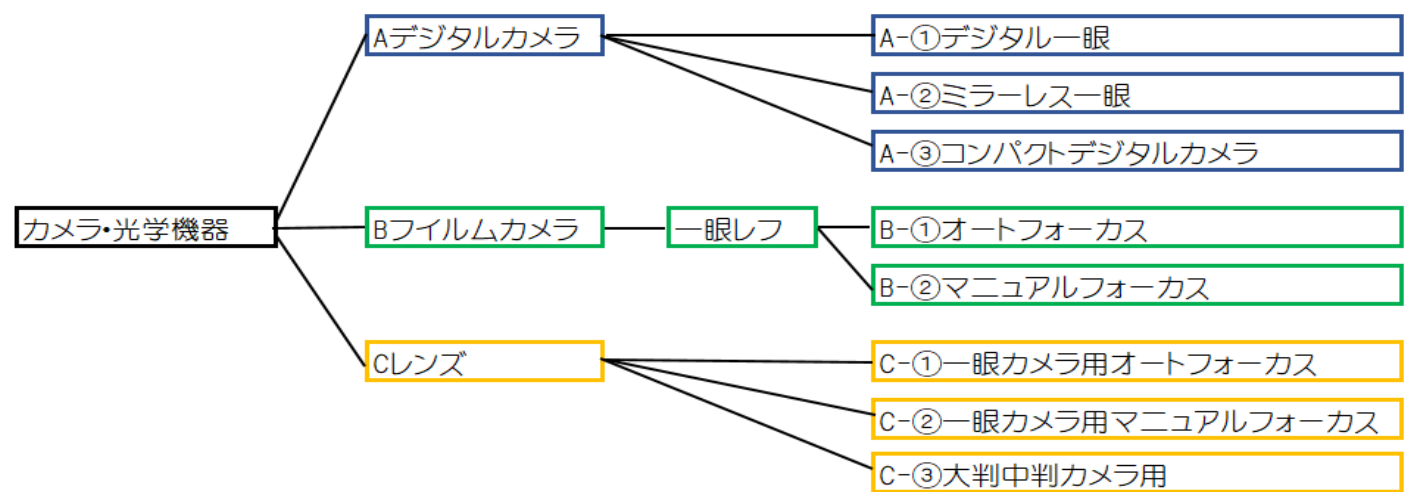 Aデジタルカメラ
A-①デジタル一眼
A-②ミラーレス一眼
A-③コンパクトデジタルカメラ
カメラ・光学機器
Bフイルムカメラ
一眼レフ
B-①オートフォーカス
B-②マニュアルフォーカス
Cレンズ
C-①一眼カメラ用オートフォーカス
C-②一眼カメラ用マニュアルフォーカス
C-③大判中判カメラ用